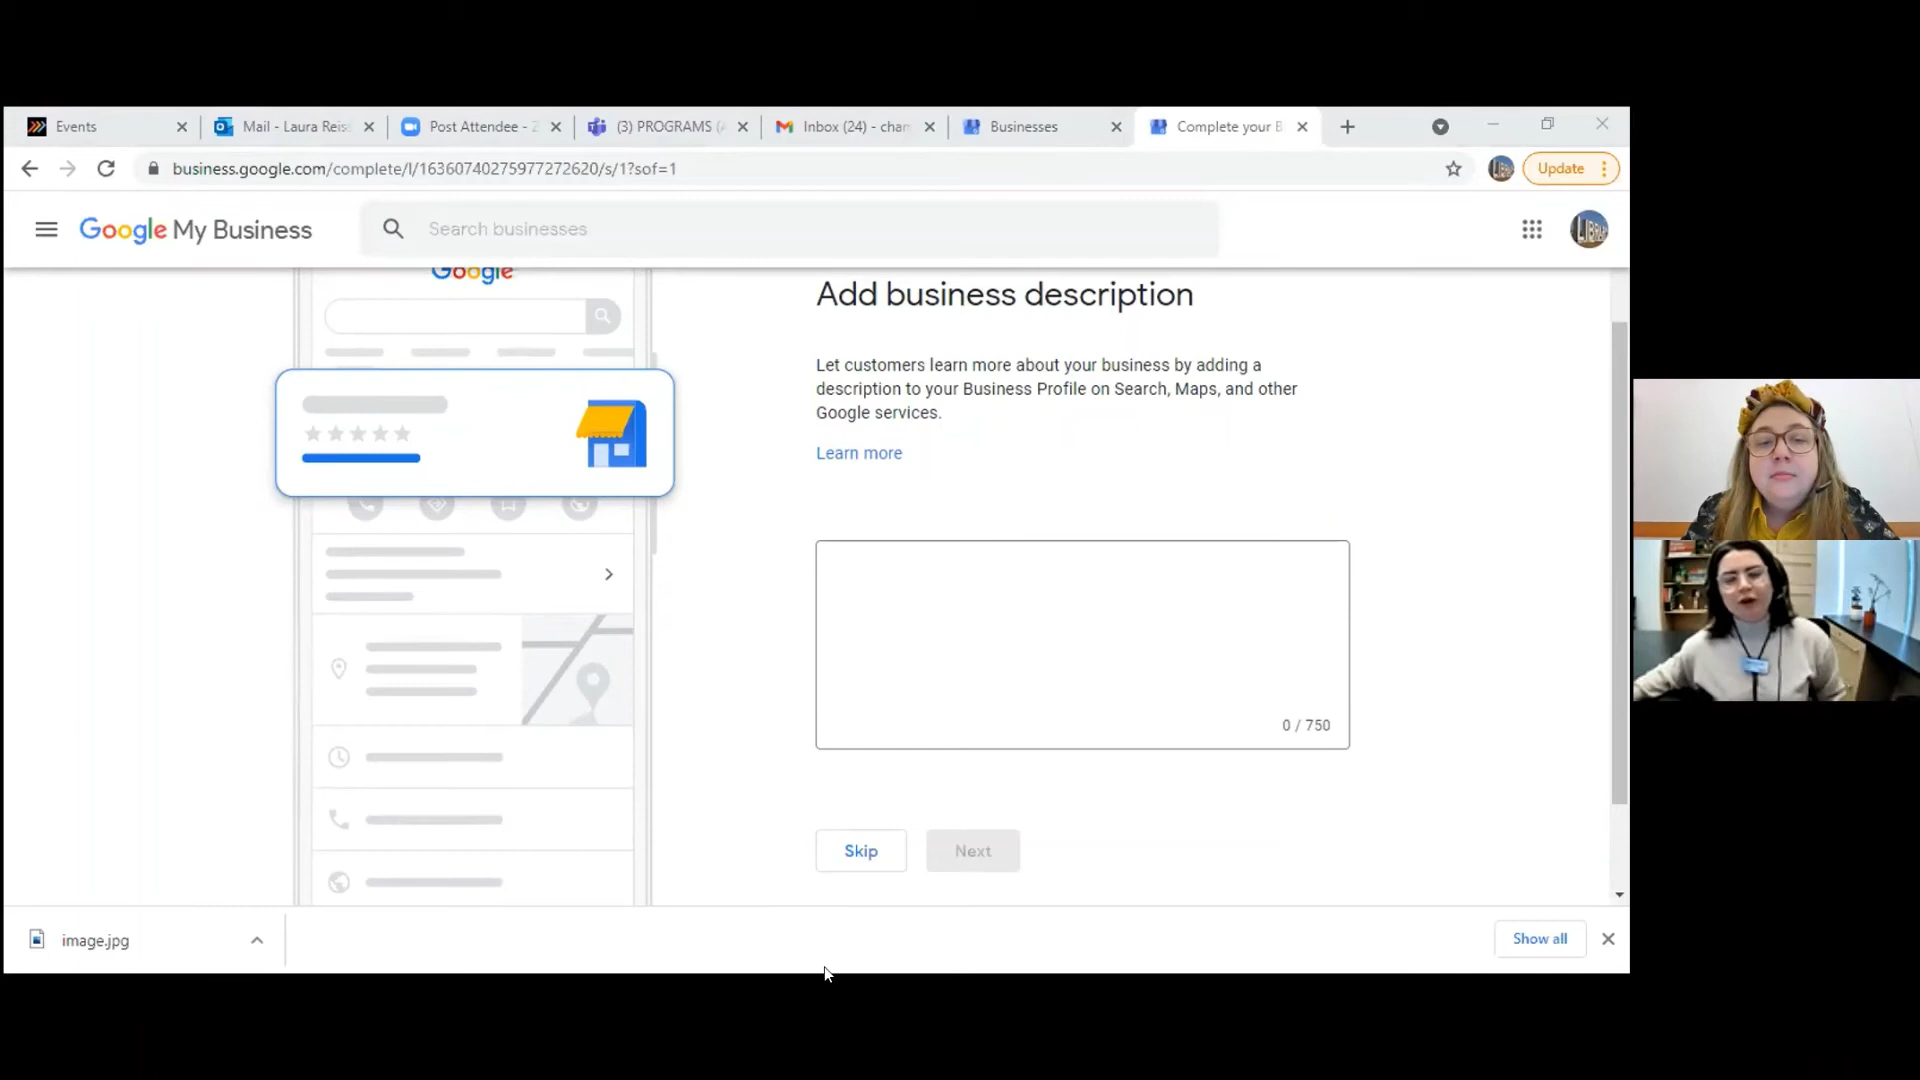 Events
Mail - Laura Reis
Post Attendee - Z
(3) PROGRAMS (A
Inbox (24) - cham
Businesses
Complete your B
business.google.com/complete/l/16360740275977272620/s/1?sof=1
Update
Google My Business
Search businesses
LIBRA
Google
Add business description
Let customers learn more about your business by adding a
description to your Business Profile on Search, Maps, and other
Google services.
Learn more
0 / 750
Skip
Next
image.jpg
Show all